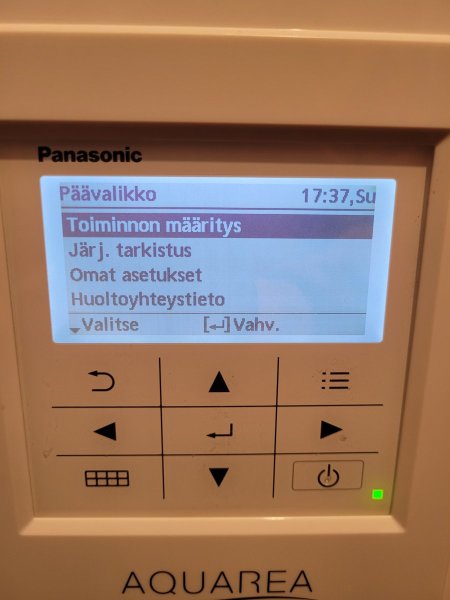 Panasonic
Päävalikko 17:37,Su
Toiminnon määritys
Järj. tarkistus
Omat asetukset
Huoltoyhteystieto
Valitse [↵]Vahv.
AQUAREA